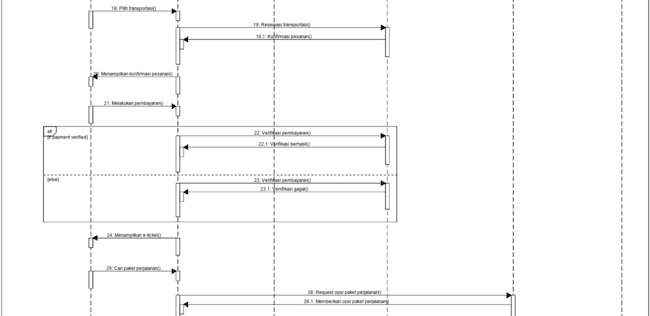 18: Pilih transportasi()
19: Reservasi transportasi()
19.1: Konfirmasi pesanan()
20: Menampilkan konfirmasi pesanan()
21: Melakukan pembayaran()
alt
[if payment verified]
22: Verifikasi pembayaran()
22.1: Verifikasi berhasil()
[else]
23: Verifikasi pembayaran()
23.1: Verifikasi gagal()
24: Menampilkan e-ticket()
25: Cari paket perjalanan()
26: Request opsi paket perjalanan()
26.1: Memberikan opsi paket perjalanan()